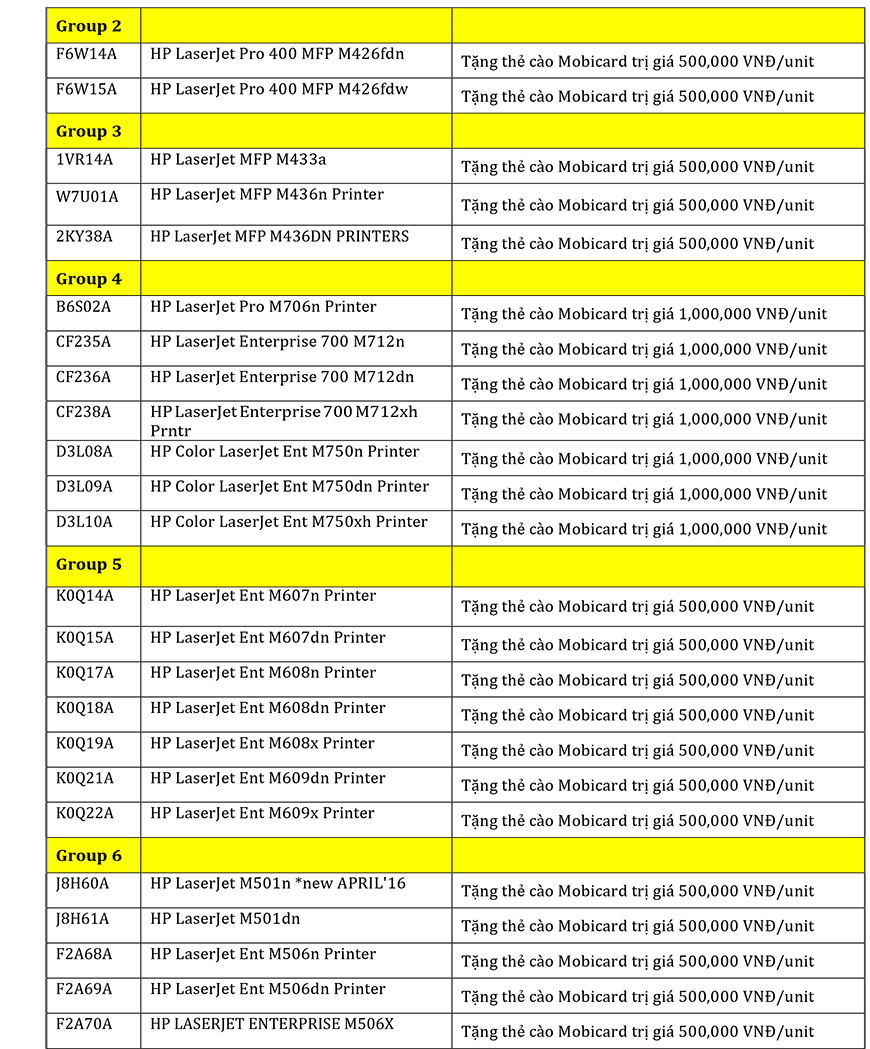 Group 2
F6W14A HP LaserJet Pro 400 MFP M426fdn Tặng thẻ cào Mobicard trị giá 500,000 VNĐ/unit
F6W15A HP LaserJet Pro 400 MFP M426fdw Tặng thẻ cào Mobicard trị giá 500,000 VNĐ/unit
Group 3
1VR14A HP LaserJet MFP M433a Tặng thẻ cào Mobicard trị giá 500,000 VNĐ/unit
W7U01A HP LaserJet MFP M436n Printer Tặng thẻ cào Mobicard trị giá 500,000 VNĐ/unit
2KY38A HP LaserJet MFP M436DN PRINTERS Tặng thẻ cào Mobicard trị giá 500,000 VNĐ/unit
Group 4
B6S02A HP LaserJet Pro M706n Printer Tặng thẻ cào Mobicard trị giá 1,000,000 VNĐ/unit
CF235A HP LaserJet Enterprise 700 M712n Tặng thẻ cào Mobicard trị giá 1,000,000 VNĐ/unit
CF236A HP LaserJet Enterprise 700 M712dn Tặng thẻ cào Mobicard trị giá 1,000,000 VNĐ/unit
CF238A HP LaserJet Enterprise 700 M712xh Tặng thẻ cào Mobicard trị giá 1,000,000 VNĐ/unit
Prntr
D3L08A HP Color LaserJet Ent M750n Printer Tặng thẻ cào Mobicard trị giá 1,000,000 VNĐ/unit
D3L09A HP Color LaserJet Ent M750dn Printer Tặng thẻ cào Mobicard trị giá 1,000,000 VNĐ/unit
D3L10A HP Color LaserJet Ent M750xh Printer Tặng thẻ cào Mobicard trị giá 1,000,000 VNĐ/unit
Group 5
K0Q14A HP LaserJet Ent M607n Printer Tặng thẻ cào Mobicard trị giá 500,000 VNĐ/unit
K0Q15A HP LaserJet Ent M607dn Printer Tặng thẻ cào Mobicard trị giá 500,000 VNĐ/unit
K0Q17A HP LaserJet Ent M608n Printer Tặng thẻ cào Mobicard trị giá 500,000 VNĐ/unit
K0Q18A HP LaserJet Ent M608dn Printer Tặng thẻ cào Mobicard trị giá 500,000 VNĐ/unit
K0Q19A HP LaserJet Ent M608x Printer Tặng thẻ cào Mobicard trị giá 500,000 VNĐ/unit
K0Q21A HP LaserJet Ent M609dn Printer Tặng thẻ cào Mobicard trị giá 500,000 VNĐ/unit
K0Q22A HP LaserJet Ent M609x Printer Tặng thẻ cào Mobicard trị giá 500,000 VNĐ/unit
Group 6
J8H60A HP LaserJet M501n *new APRIL'16 Tặng thẻ cào Mobicard trị giá 500,000 VNĐ/unit
J8H61A HP LaserJet M501dn Tặng thẻ cào Mobicard trị giá 500,000 VNĐ/unit
F2A68A HP LaserJet Ent M506n Printer Tặng thẻ cào Mobicard trị giá 500,000 VNĐ/unit
F2A69A HP LaserJet Ent M506dn Printer Tặng thẻ cào Mobicard trị giá 500,000 VNĐ/unit
F2A70A HP LASERJET ENTERPRISE M506X Tặng thẻ cào Mobicard trị giá 500,000 VNĐ/unit